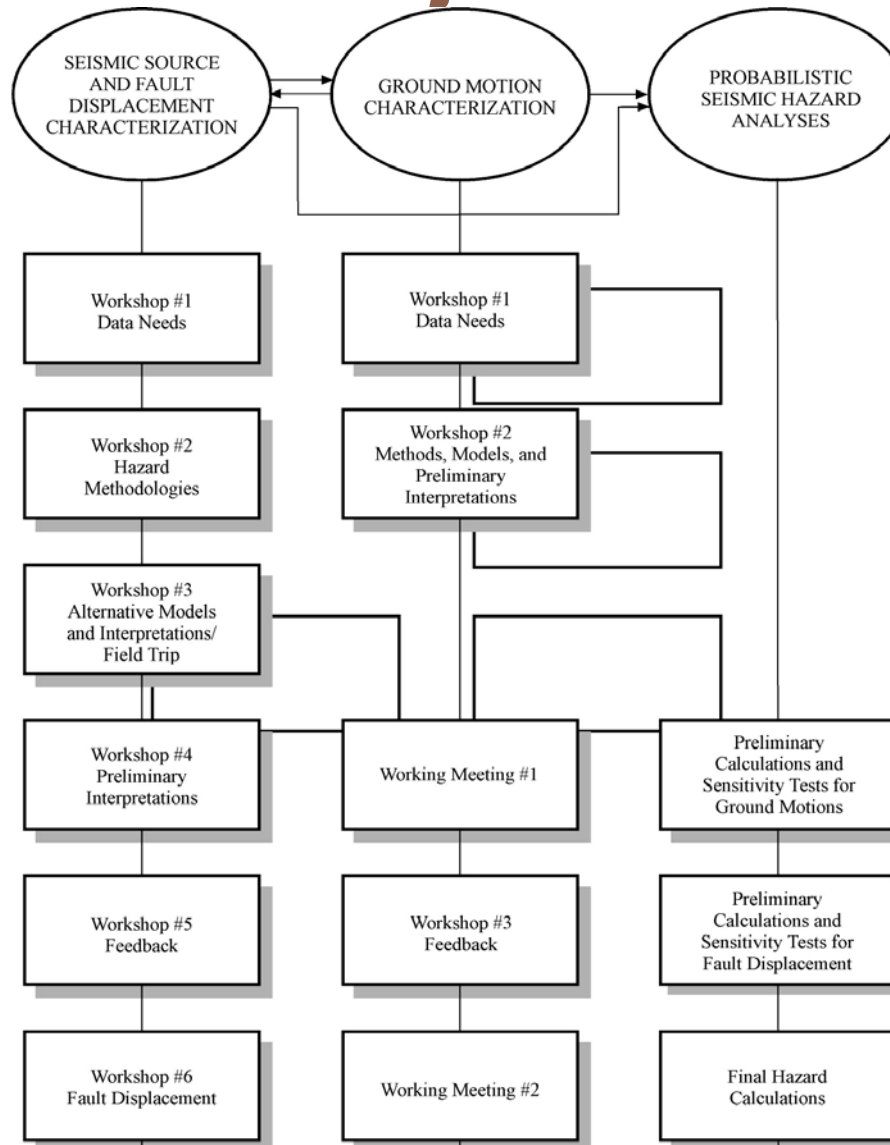 SEISMIC SOURCE
AND FAULT
DISPLACEMENT
CHARACTERIZATION
GROUND MOTION
CHARACTERIZATION
PROBABILISTIC
SEISMIC HAZARD
ANALYSES
Workshop #1
Data Needs
Workshop #1
Data Needs
Workshop #2
Hazard
Methodologies
Workshop #2
Methods, Models, and
Preliminary
Interpretations
Workshop #3
Alternative Models
and Interpretations/
Field Trip
Workshop #4
Preliminary
Interpretations
Working Meeting #1
Preliminary
Calculations and
Sensitivity Tests for
Ground Motions
Workshop #5
Feedback
Workshop #3
Feedback
Preliminary
Calculations and
Sensitivity Tests for
Fault Displacement
Workshop #6
Fault Displacement
Working Meeting #2
Final Hazard
Calculations